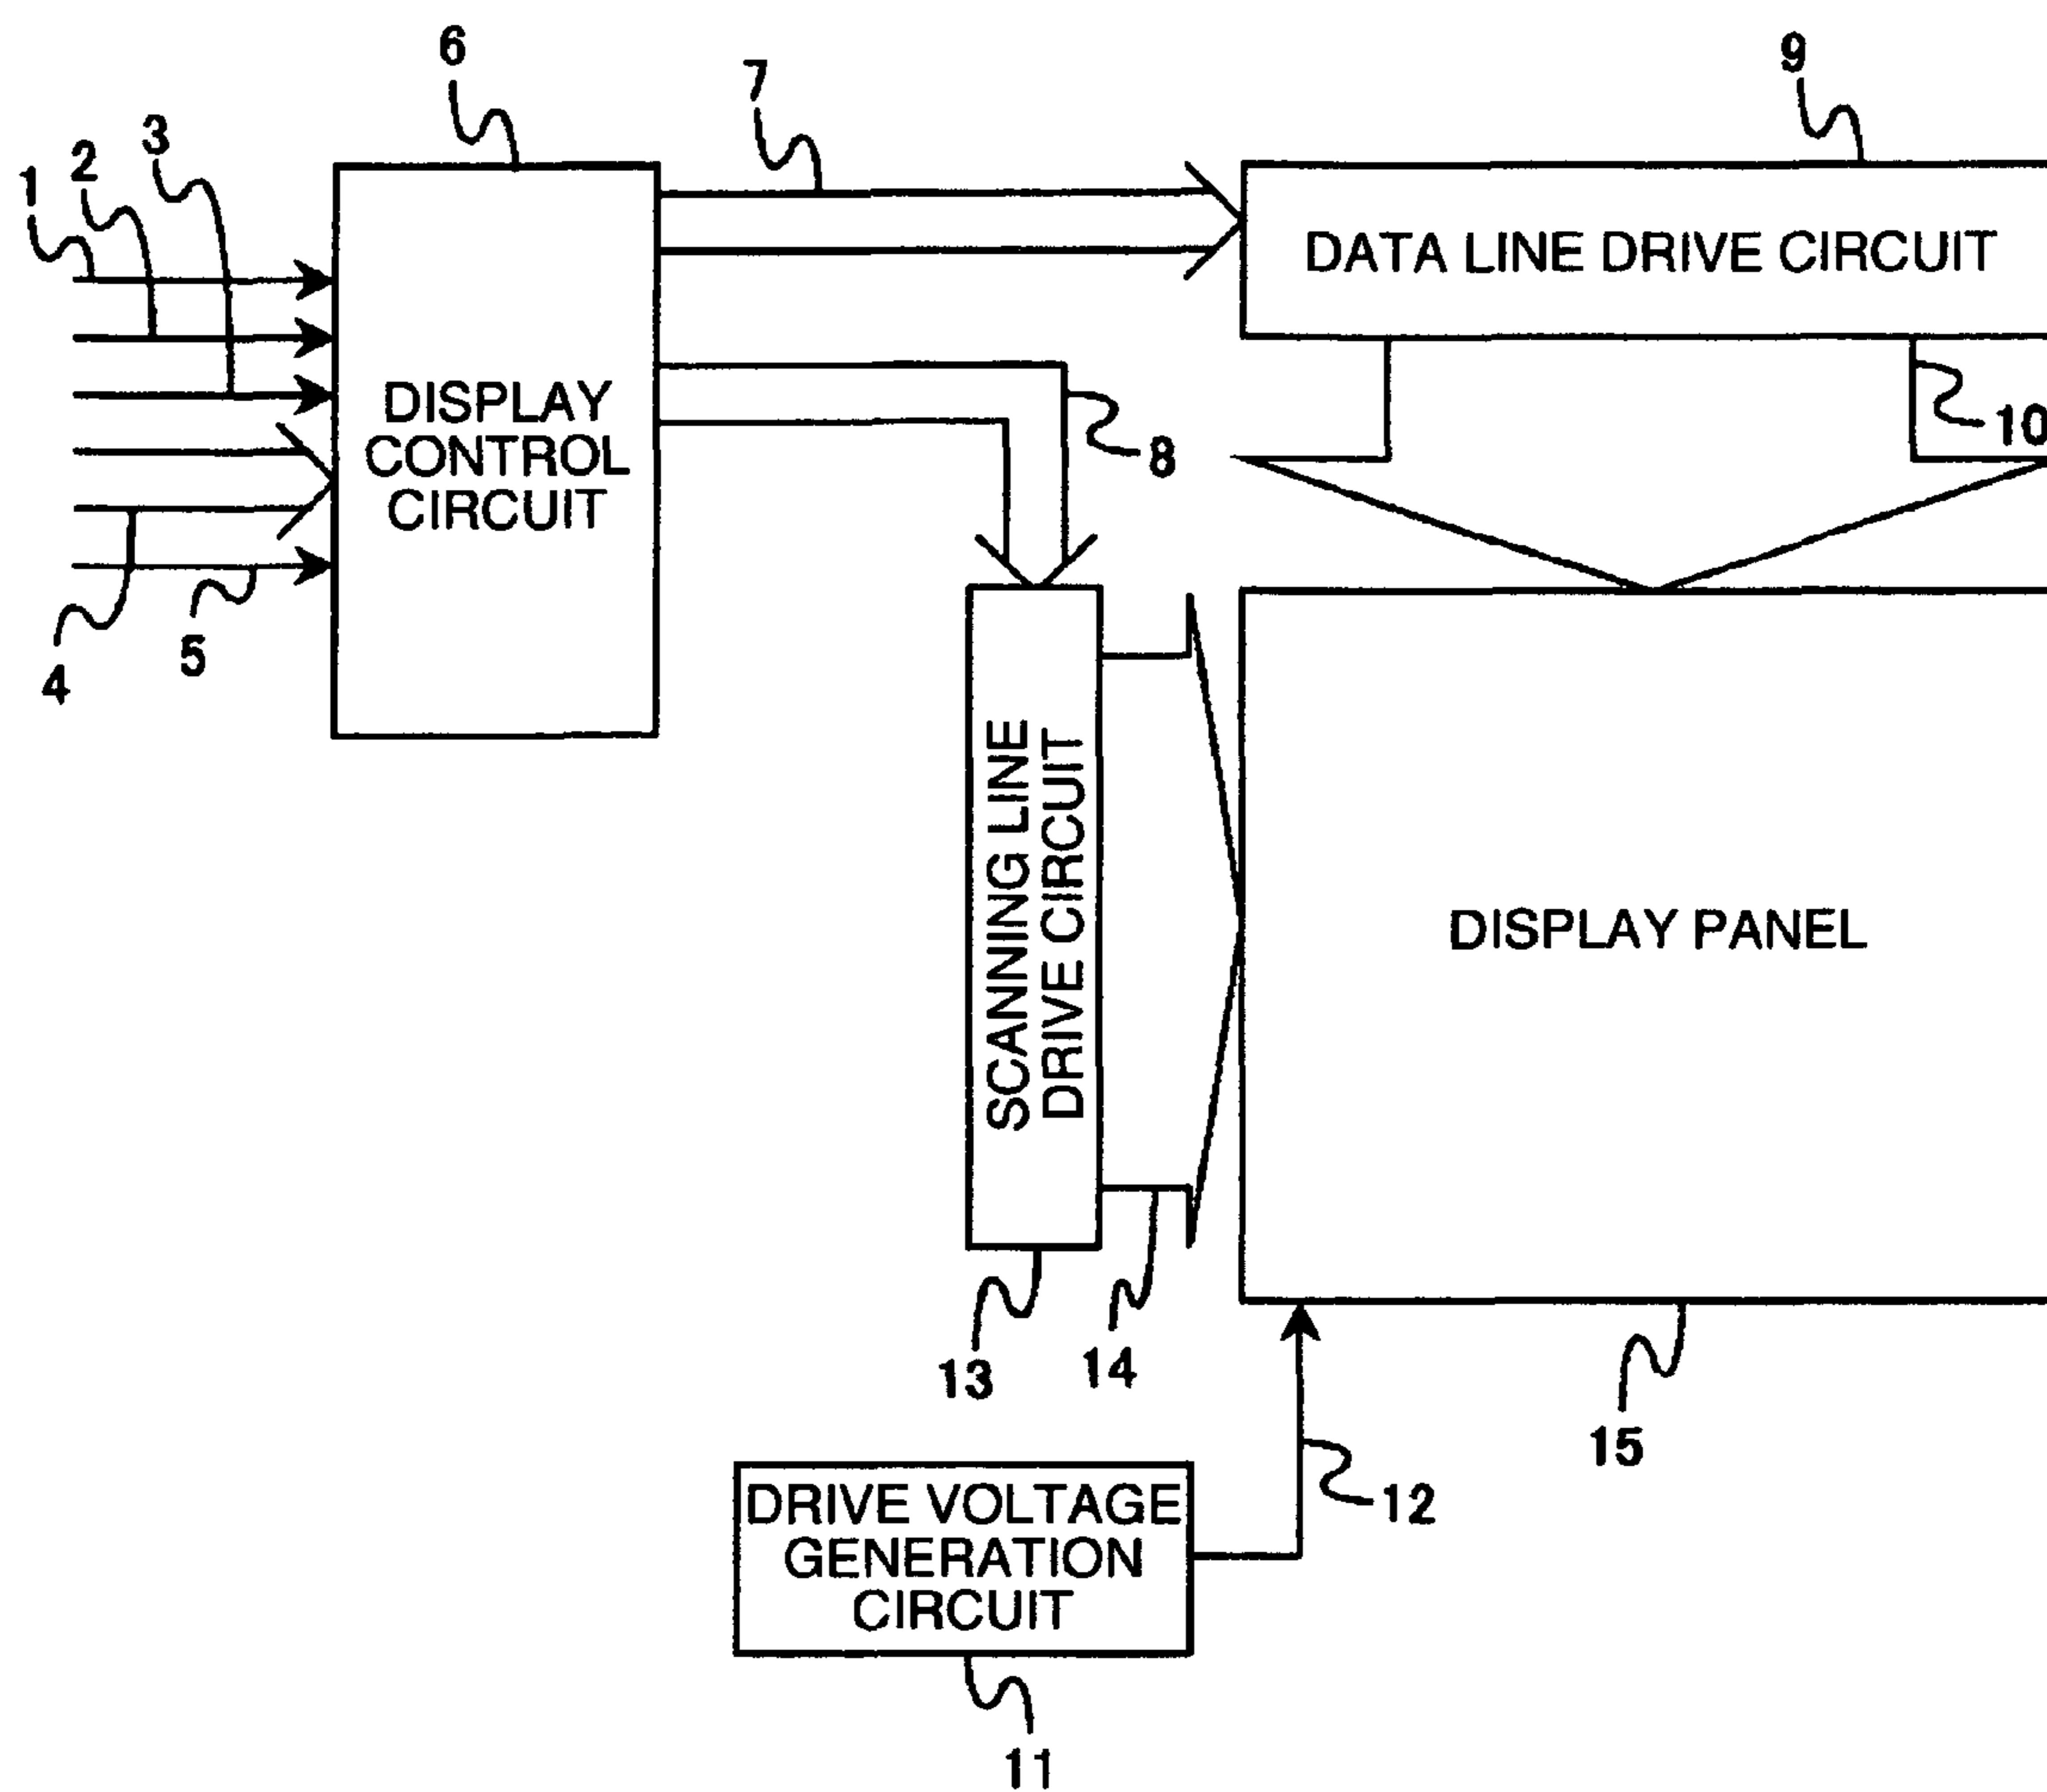 6
7
9
3
2
1
DATA LINE DRIVE CIRCUIT
DISPLAY
CONTROL
CIRCUIT
10
8
5
4
SCANNING LINE
DRIVE CIRCUIT
DISPLAY PANEL
13
14
15
12
DRIVE VOLTAGE
GENERATION
CIRCUIT
11